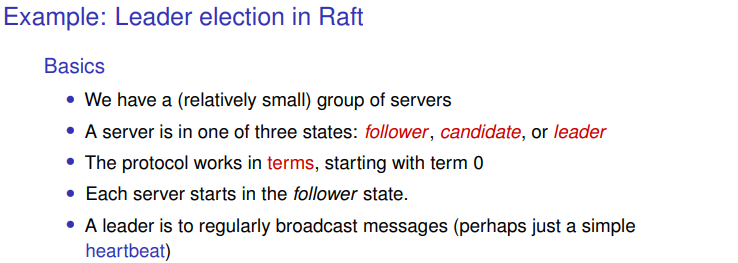 Example: Leader election in Raft
Basics
• We have a (relatively small) group of servers
• A server is in one of three states: follower, candidate, or leader
• The protocol works in terms, starting with term 0
• Each server starts in the follower state.
• A leader is to regularly broadcast messages (perhaps just a simple
heartbeat)